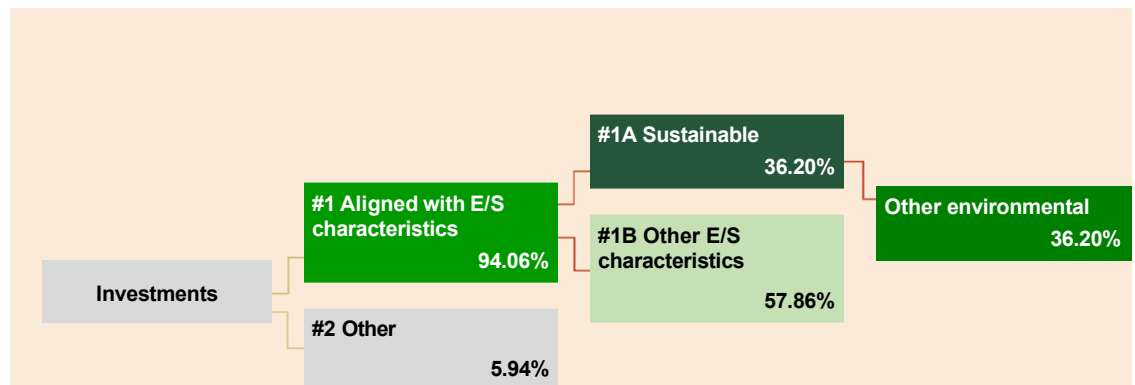 Investments
#1 Aligned with E/S
characteristics
94.06%
#2 Other
5.94%
#1A Sustainable
36.20%
#1B Other E/S
characteristics
57.86%
Other environmental
36.20%